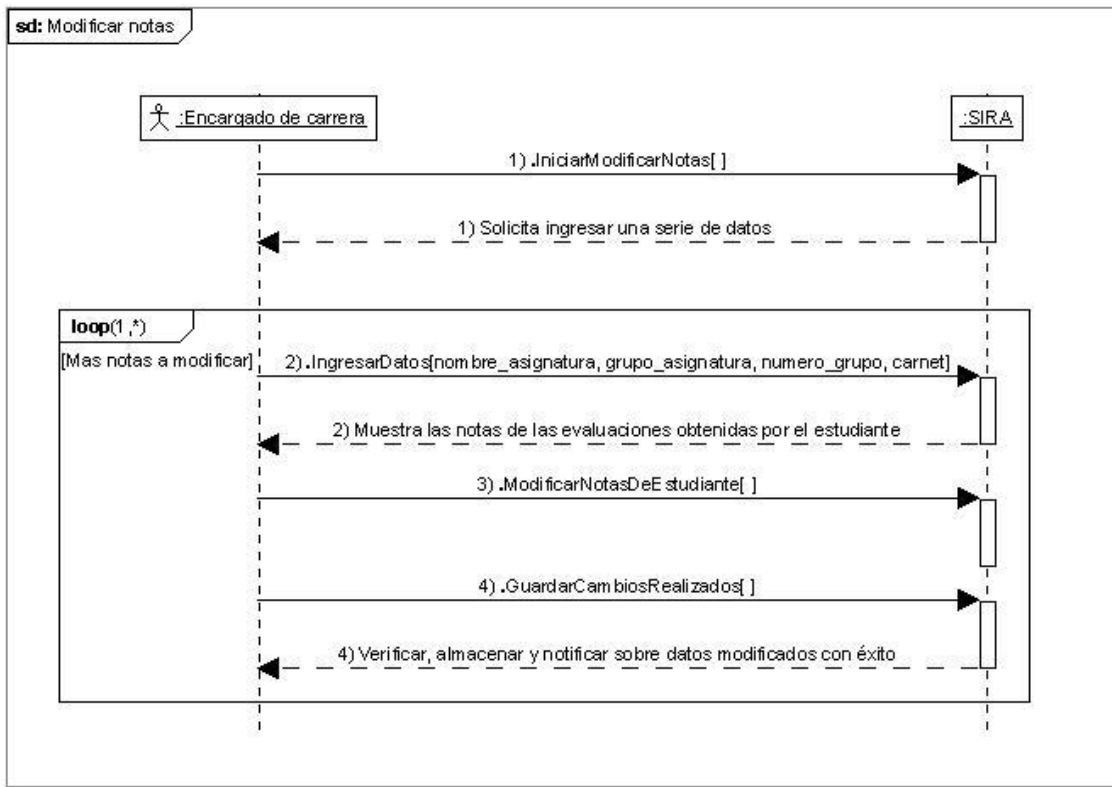 sd: Modificar notas
:Encargado de carrera
:SIRA
1) .IniciarModificarNotas[ ]
1) Solicita ingresar una serie de datos
loop(1,*)
[Mas notas a modificar]
2) .IngresarDatos[nombre_asignatura, grupo_asignatura, numero_grupo, carnet]
2) Muestra las notas de las evaluaciones obtenidas por el estudiante
3) .ModificarNotasDeEstudiante[ ]
4) .GuardarCambiosRealizados[ ]
4) Verificar, almacenar y notificar sobre datos modificados con éxito